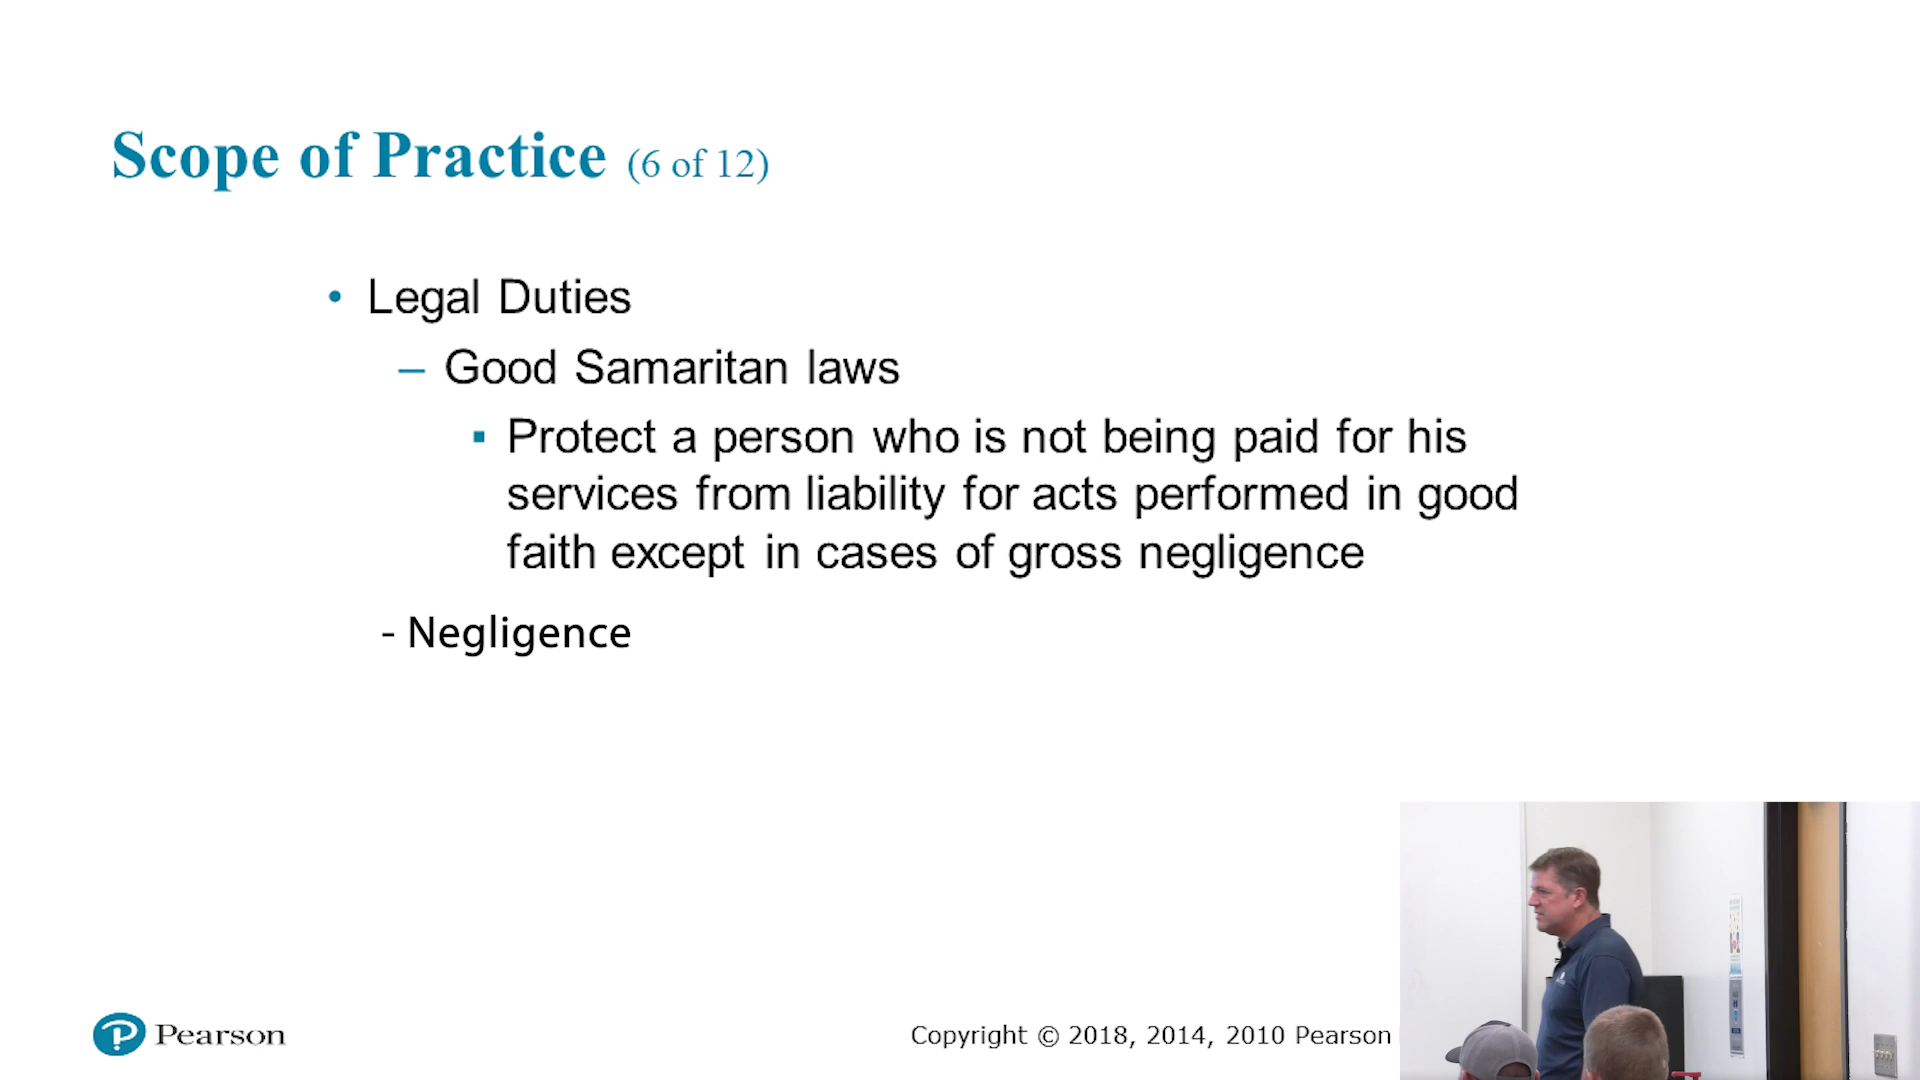 Scope of Practice (6 of 12)
• Legal Duties
– Good Samaritan laws
▪ Protect a person who is not being paid for his
services from liability for acts performed in good
faith except in cases of gross negligence
- Negligence
Pearson
Copyright © 2018, 2014, 2010 Pearson